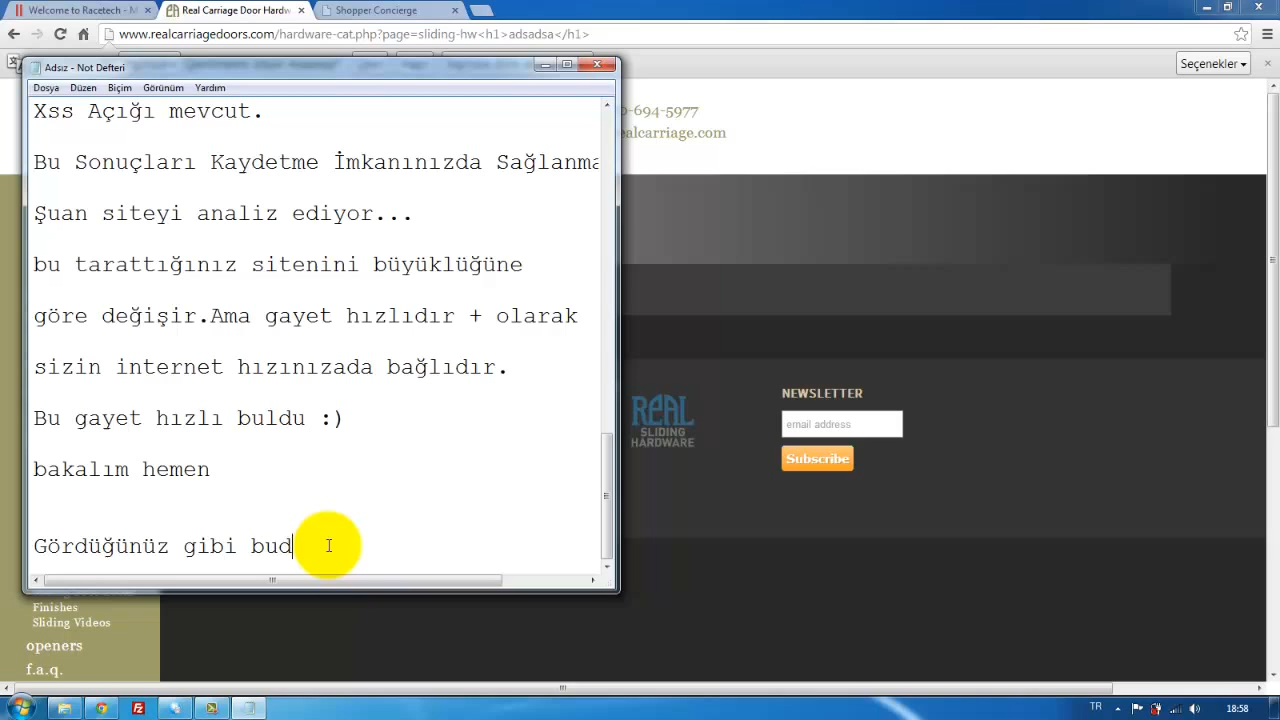 Welcome to Racetech - M
Real Carriage Door Hardw
Shopper Concierge
www.realcarriagedoors.com/hardware-cat.php?page=sliding-hw<h1>adsadsa</h1>
Seçenekler
Adsız - Not Defteri
Dosya Düzen Biçim Görünüm Yardım
Xss Açığı mevcut.
Bu Sonuçları Kaydetme İmkanınızda Sağlanma
Şuan siteyi analiz ediyor...
bu tarattığınız sitenini büyüklüğüne
göre değişir.Ama gayet hızlıdır + olarak
sizin internet hızınızada bağlıdır.
Bu gayet hızlı buldu :)
bakalım hemen
Gördüğünüz gibi bud
-694-5977
ealcarriage.com
REAL
SLIDING
HARDWARE
NEWSLETTER
email address
Subscribe
Finishes
Sliding Videos
openers
f.a.q.
TR
18:58